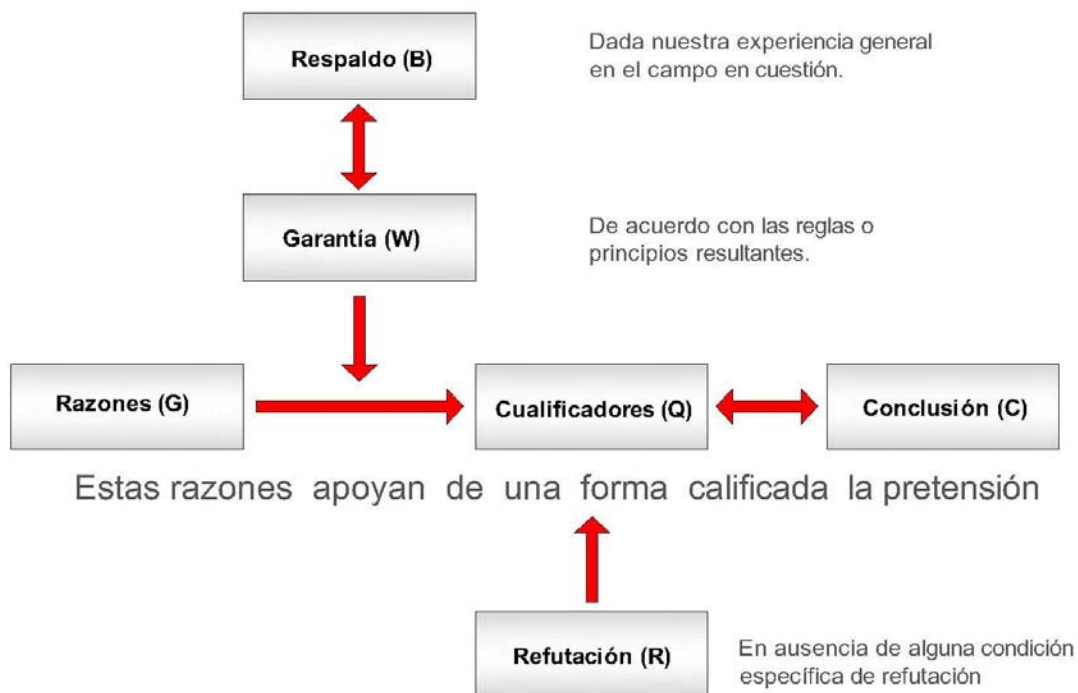 Respaldo (B)
Dada nuestra experiencia general
en el campo en cuestión.
Garantía (W)
De acuerdo con las reglas o
principios resultantes.
Razones (G)
Cualificadores (Q)
Conclusión (C)
Estas razones apoyan de una forma calificada la pretensión
Refutación (R)
En ausencia de alguna condición
específica de refutación